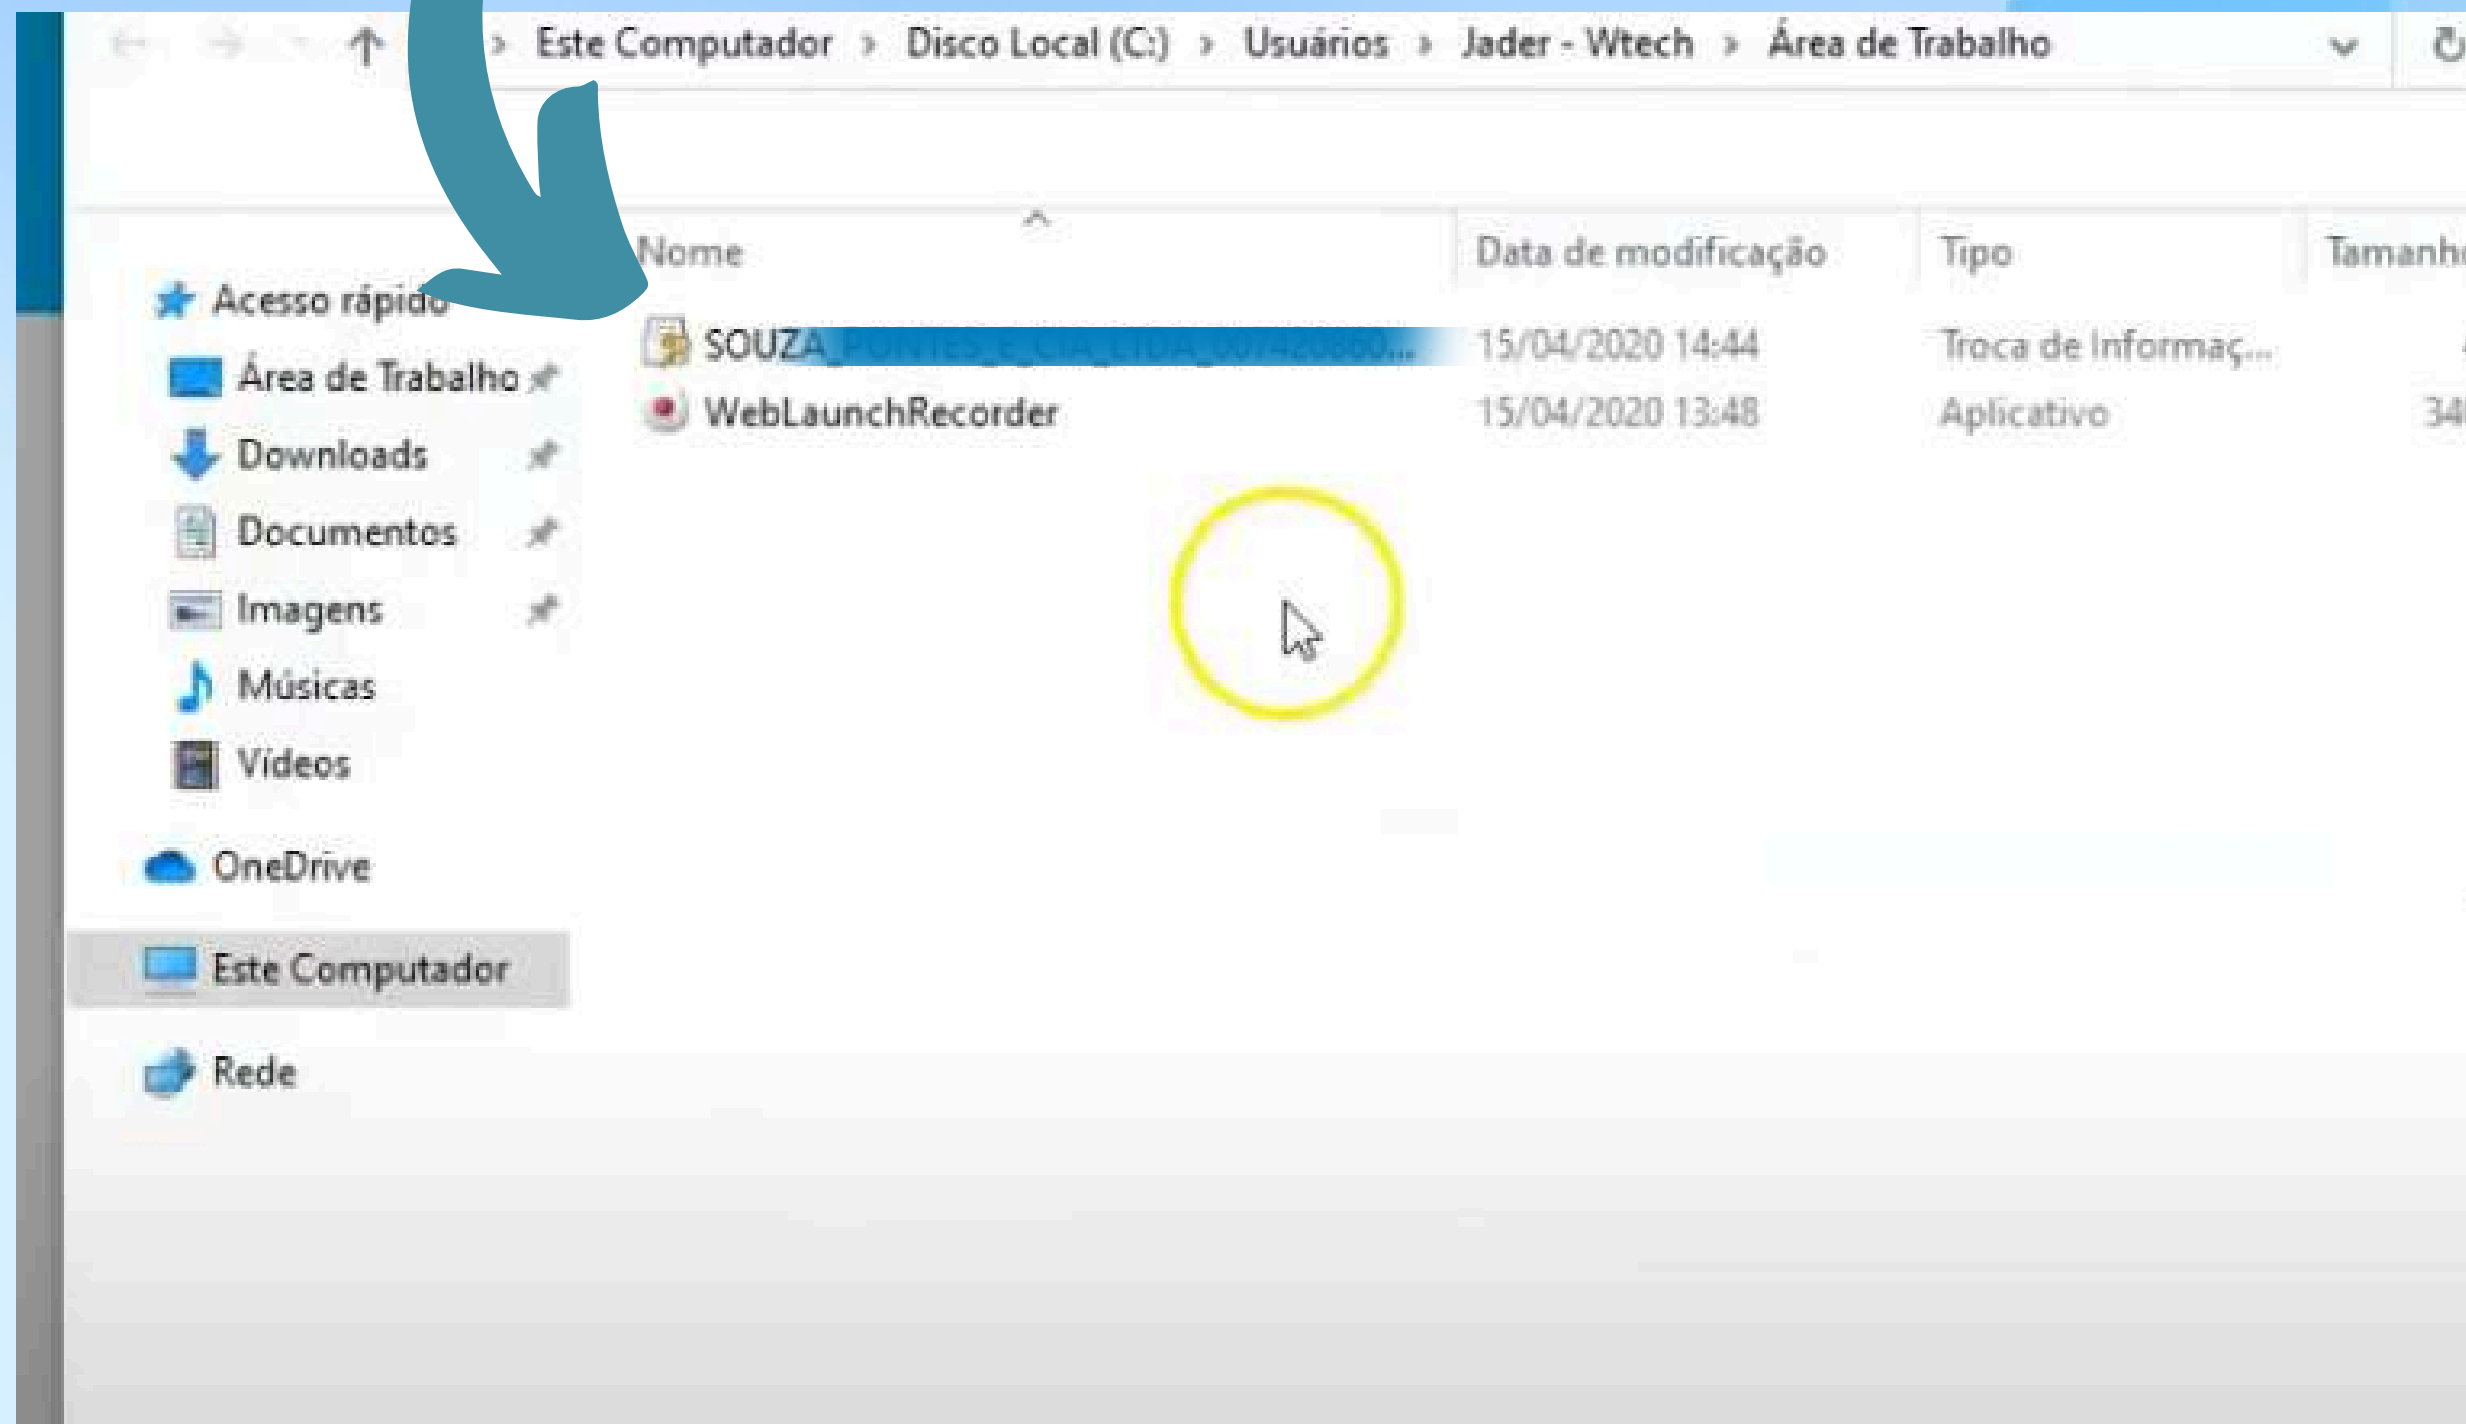 Este Computador > Disco Local (C:) > Usuários > Jader - Wtech > Área de Trabalho
Nome Data de modificação Tipo Tamanho
Acesso rápido
SOUZA_ 15/04/2020 14:44 Troca de Informaç...
Área de Trabalho
WebLaunchRecorder 15/04/2020 13:48 Aplicativo
Downloads
Documentos
Imagens
Músicas
Vídeos
OneDrive
Este Computador
Rede